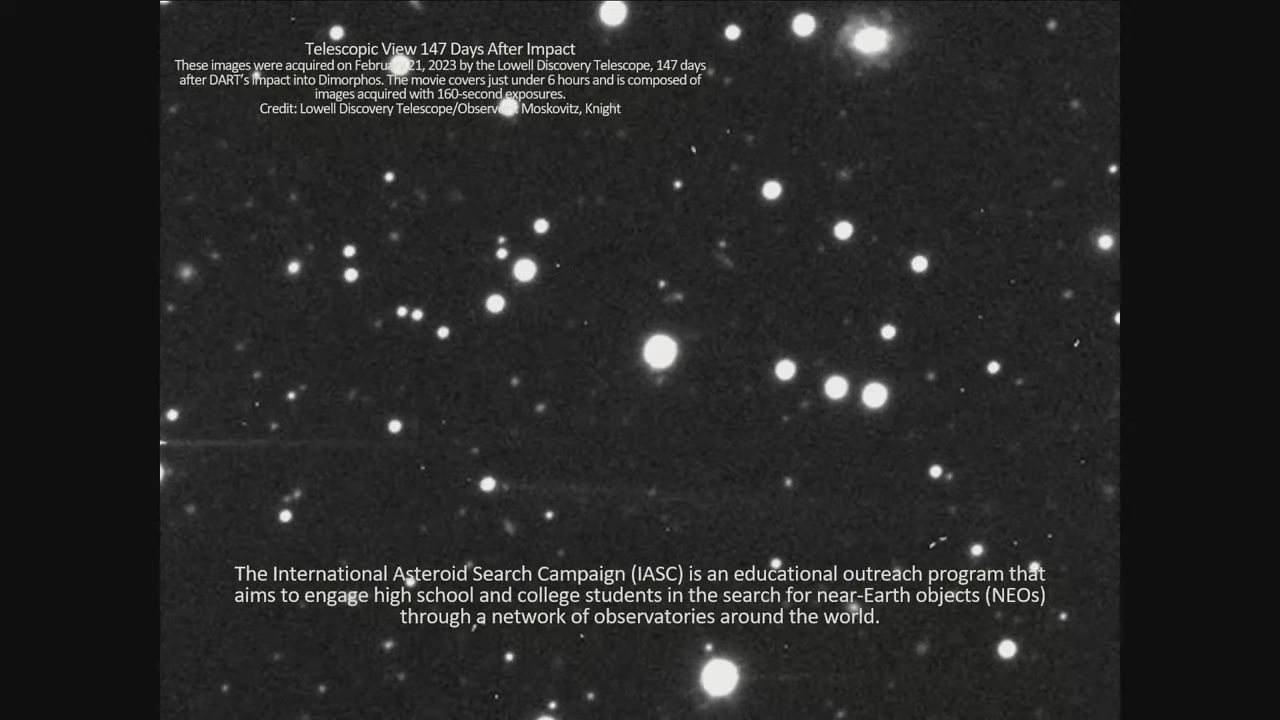 Telescopic View 147 Days After Impact
These images were acquired on February 21, 2023 by the Lowell Discovery Telescope, 147 days
after DART's impact into Dimorphos. The movie covers just under 6 hours and is composed of
images acquired with 160-second exposures.
Credit: Lowell Discovery Telescope/Observers: Moskovitz, Knight
The International Asteroid Search Campaign (IASC) is an educational outreach program that
aims to engage high school and college students in the search for near-Earth objects (NEOs)
through a network of observatories around the world.